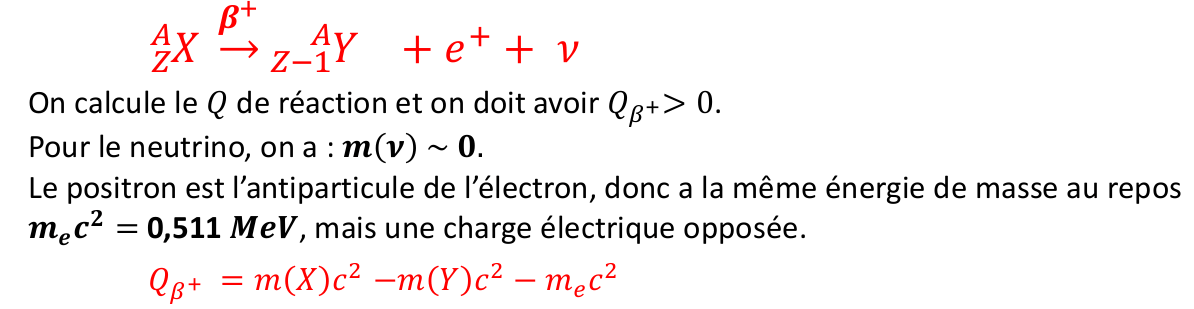 $^{A}_{Z}X \xrightarrow{\beta^{+}} {}^{A}_{Z-1}Y + e^{+} + \nu$
On calcule le $Q$ de réaction et on doit avoir $Q_{\beta^{+}} > 0$.
Pour le neutrino, on a : $m(\nu) \sim 0$.
Le positron est l’antiparticule de l’électron, donc a la même énergie de masse au repos
$m_e c^2 = $ 0,511 $MeV$, mais une charge électrique opposée.
$Q_{\beta^{+}} = m(X)c^2 - m(Y)c^2 - m_e c^2$